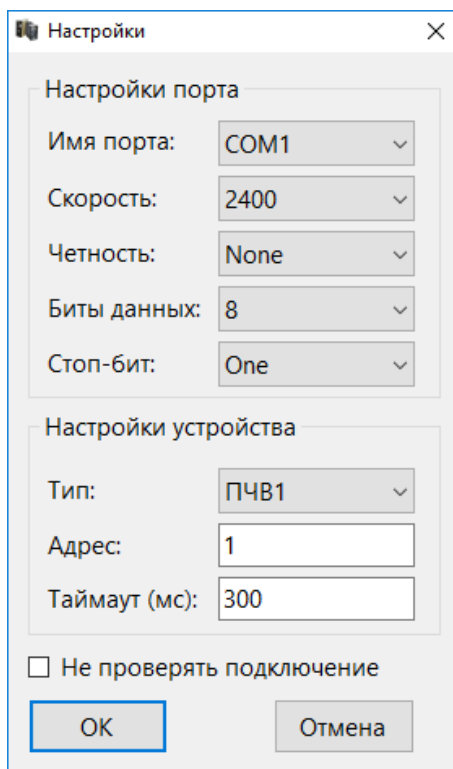 Настройки
Настройки порта
Имя порта: COM1
Скорость: 2400
Четность: None
Биты данных: 8
Стоп-бит: One
Настройки устройства
Тип: ПЧВ1
Адрес: 1
Таймаут (мс): 300
Не проверять подключение
ОК Отмена